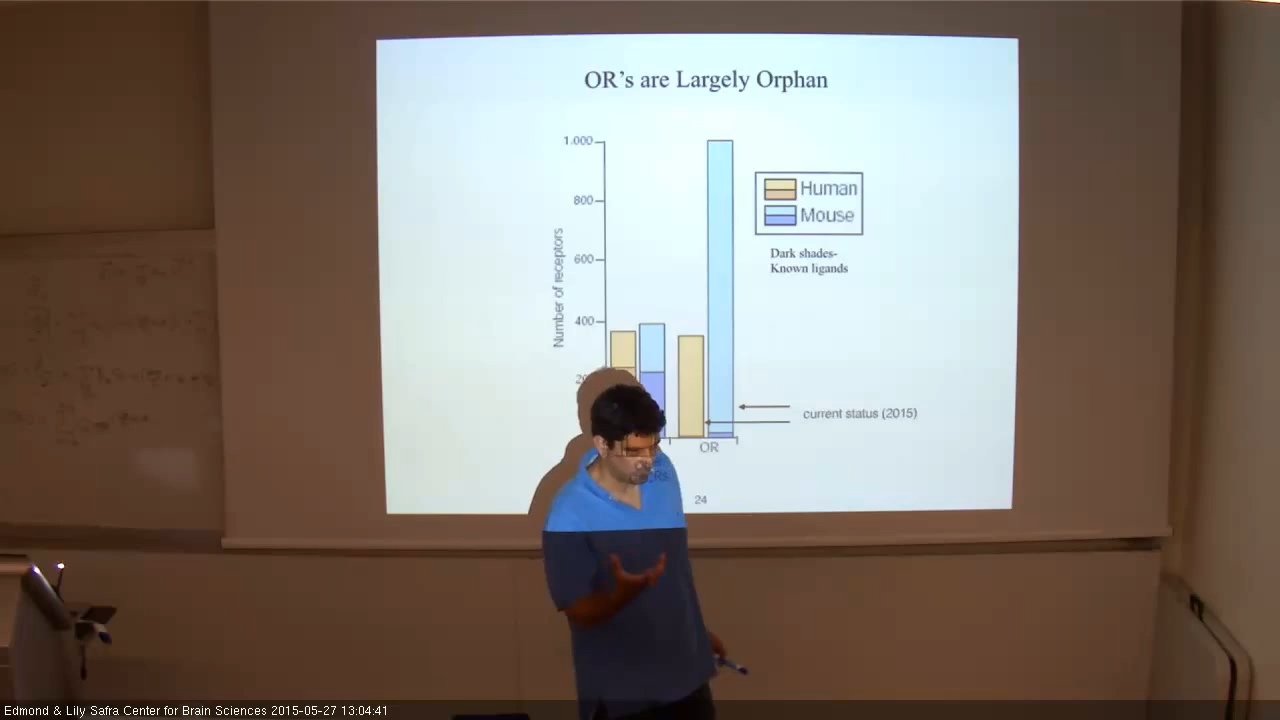 OR's are Largely Orphan
1.000
800
600
400
Number of receptors
Human
Mouse
Dark shades-
Known ligands
current status (2015)
OR
24
Edmond & Lily Safra Center for Brain Sciences 2015-05-27 13:04:41